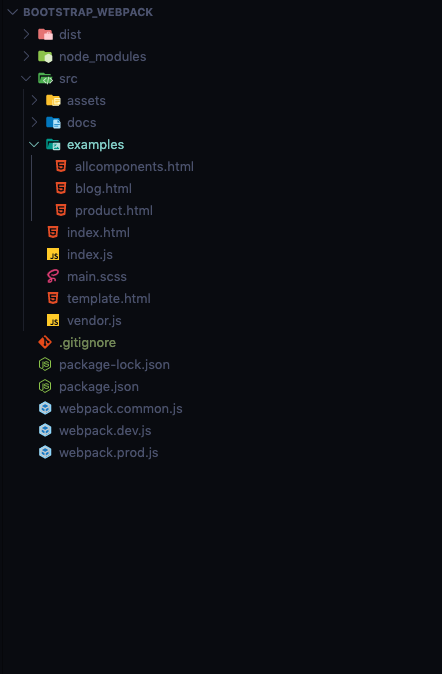 BOOTSTRAP_WEBPACK
dist
node_modules
src
assets
docs
examples
allcomponents.html
blog.html
product.html
index.html
JS index.js
main.scss
template.html
JS vendor.js
.gitignore
package-lock.json
package.json
webpack.common.js
webpack.dev.js
webpack.prod.js